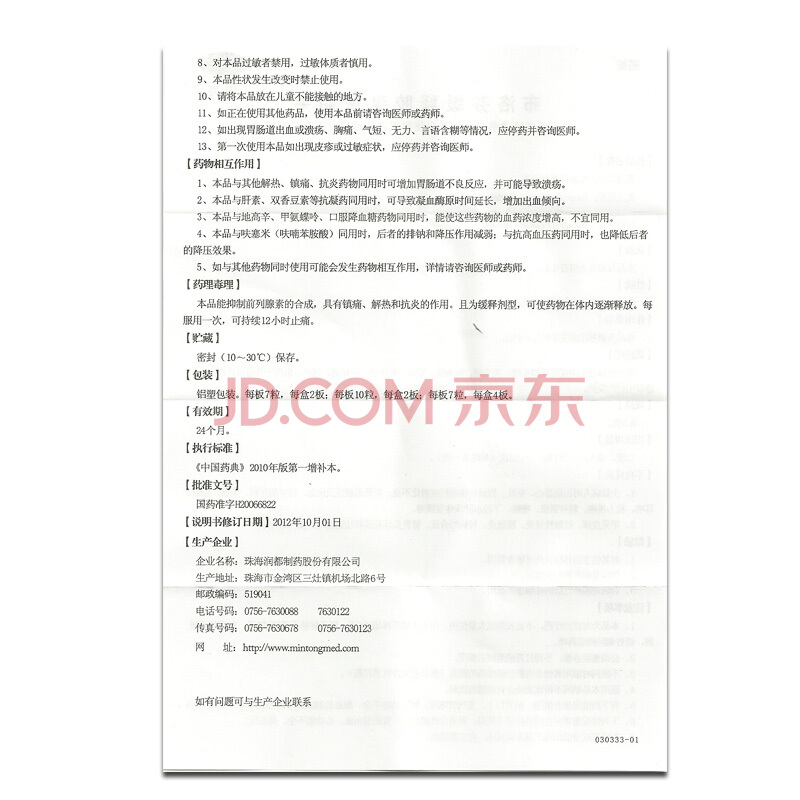 8、对本品过敏者禁用，过敏体质者慎用。
9、本品性状发生改变时禁止使用。
10、请将本品放在儿童不能接触的地方。
11、如正在使用其他药品，使用本品前请咨询医师或药师。
12、如出现胃肠道出血或溃疡、胸痛、气短、无力、言语含糊等情况，应停药并咨询医师。
13、第一次使用本品如出现皮疹或过敏症状，应停药并咨询医师。
【药物相互作用】
1、本品与其他解热、镇痛、抗炎药物同用时可增加胃肠道不良反应，并可能导致溃疡。
2、本品与肝素、双香豆素等抗凝药同用时，可导致凝血酶原时间延长，增加出血倾向。
3、本品与地高辛、甲氨蝶呤、口服降血糖药物同用时，能使这些药物的血药浓度增高，不宜同用。
4、本品与呋塞米（呋喃苯胺酸）同用时，后者的排钠和降压作用减弱；与抗高血压药同用时，也降低后者
的降压效果。
5、如与其他药物同时使用可能会发生药物相互作用，详情请咨询医师或药师。
【药理毒理】
本品能抑制前列腺素的合成，具有镇痛、解热和抗炎的作用。且为缓释剂型，可使药物在体内逐渐释放。每
服用一次，可持续12小时止痛。
【贮藏】
密封（10～30℃）保存。
【包装】
铝塑包装。每板7粒，每盒2板；每板10粒，每盒2板；每板7粒，每盒4板。
JD.COM 京东
【有效期】
24个月。
【执行标准】
《中国药典》2010年版第一增补本。
【批准文号】
国药准字H20066822
【说明书修订日期】2012年10月01日
【生产企业】
企业名称：珠海润都制药股份有限公司
生产地址：珠海市金湾区三灶镇机场北路6号
邮政编码：519041
电话号码：0756-7630088 7630122
传真号码：0756-7630678 0756-7630123
网 址：http://www.mintongmed.com
如有问题可与生产企业联系
030333-01